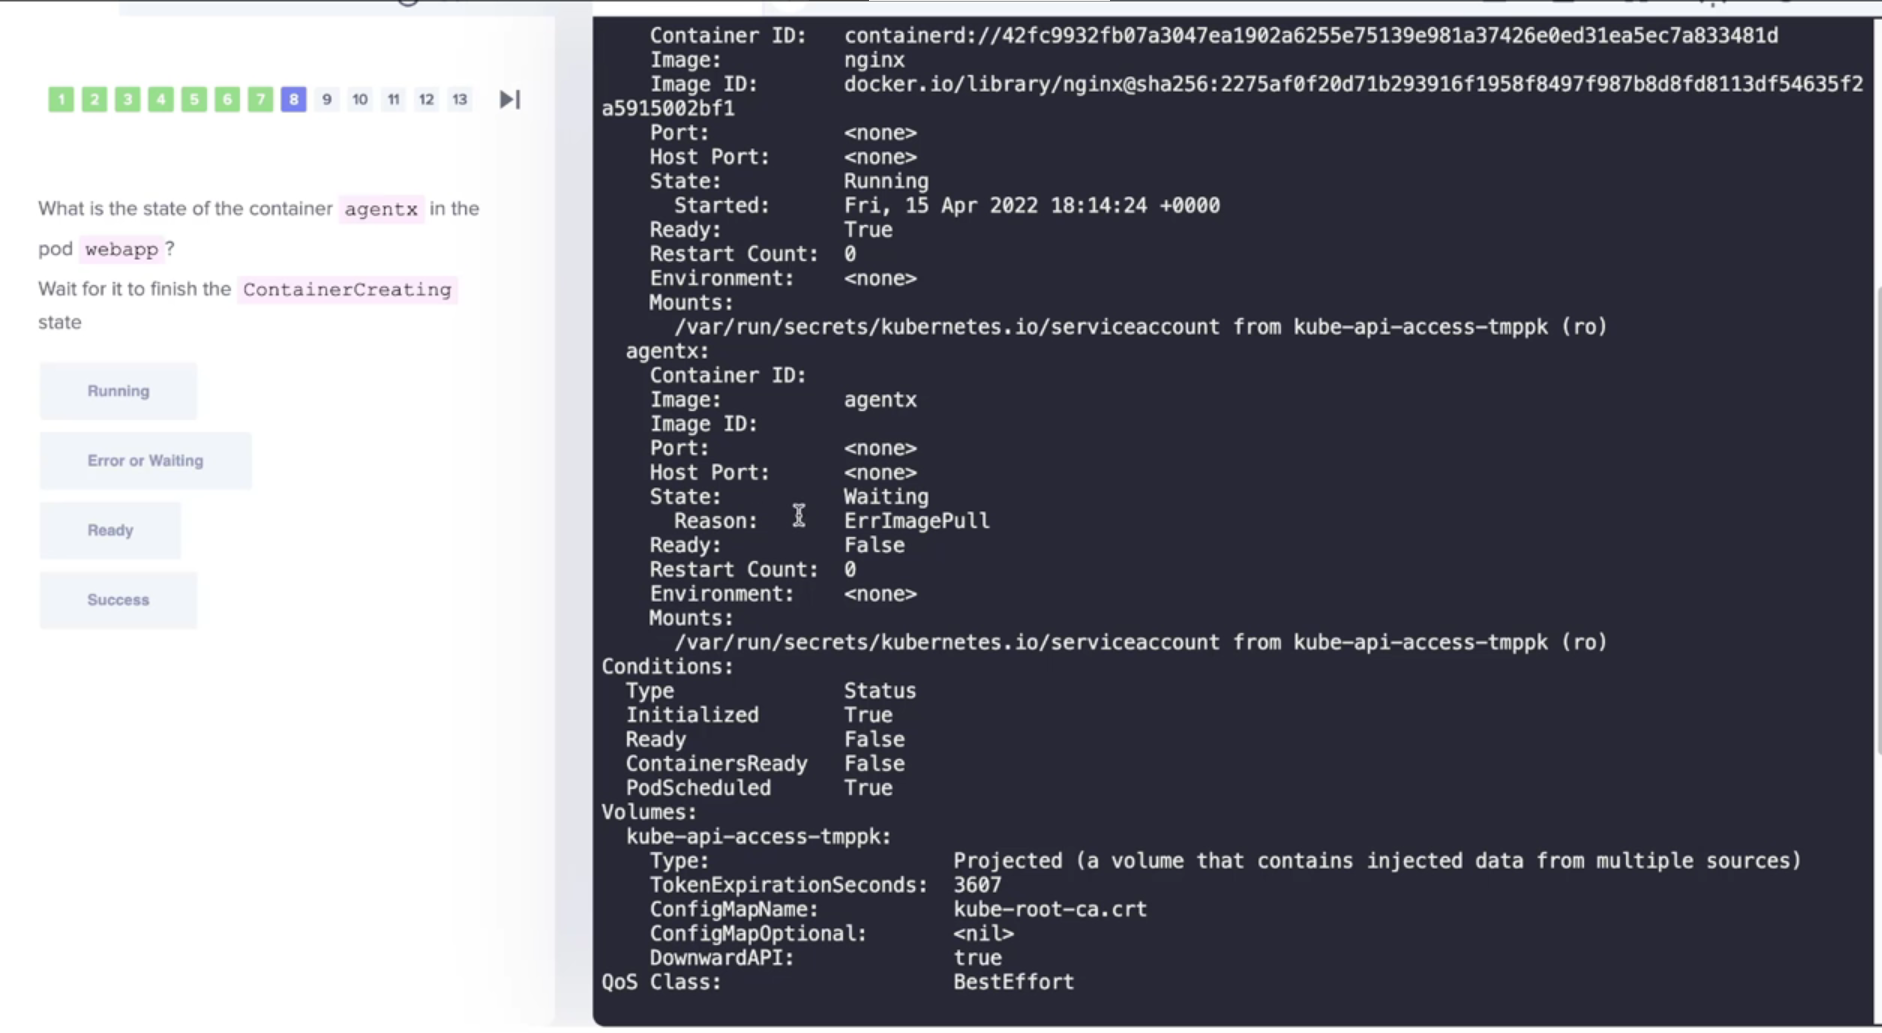 1 2 3 4 5 6 7 8 9 10 11 12 13
What is the state of the container agentx in the
pod webapp ?
Wait for it to finish the ContainerCreating
state
Running
Error or Waiting
Ready
Success
Container ID: containerd://42fc9932fb07a3047ea1902a6255e75139e981a37426e0ed31ea5ec7a833481d
Image: nginx
Image ID: docker.io/library/nginx@sha256:2275af0f20d71b293916f1958f8497f987b8d8fd8113df54635f2
a5915002bf1
Port: <none>
Host Port: <none>
State: Running
Started: Fri, 15 Apr 2022 18:14:24 +0000
Ready: True
Restart Count: 0
Environment: <none>
Mounts:
/var/run/secrets/kubernetes.io/serviceaccount from kube-api-access-tmppk (ro)
agentx:
Container ID:
Image: agentx
Image ID:
Port: <none>
Host Port: <none>
State: Waiting
Reason: ErrImagePull
Ready: False
Restart Count: 0
Environment: <none>
Mounts:
/var/run/secrets/kubernetes.io/serviceaccount from kube-api-access-tmppk (ro)
Conditions:
Type Status
Initialized True
Ready False
ContainersReady False
PodScheduled True
Volumes:
kube-api-access-tmppk:
Type: Projected (a volume that contains injected data from multiple sources)
TokenExpirationSeconds: 3607
ConfigMapName: kube-root-ca.crt
ConfigMapOptional: <nil>
DownwardAPI: true
QoS Class: BestEffort